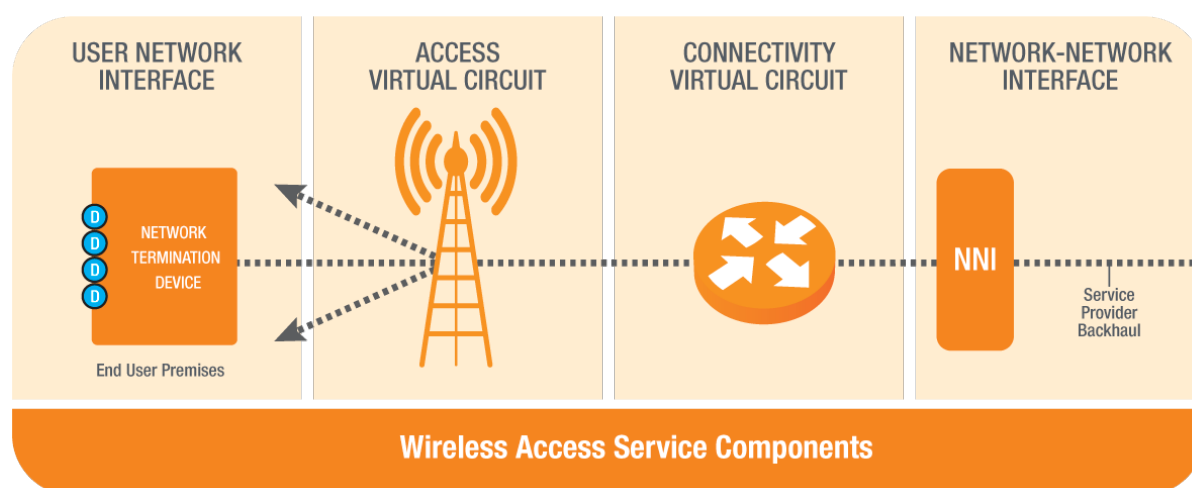 USER NETWORK
INTERFACE
ACCESS
VIRTUAL CIRCUIT
CONNECTIVITY
VIRTUAL CIRCUIT
NETWORK-NETWORK
INTERFACE
D
D
D
D
NETWORK
TERMINATION
DEVICE
End User Premises
NNI
Service
Provider
Backhaul
Wireless Access Service Components